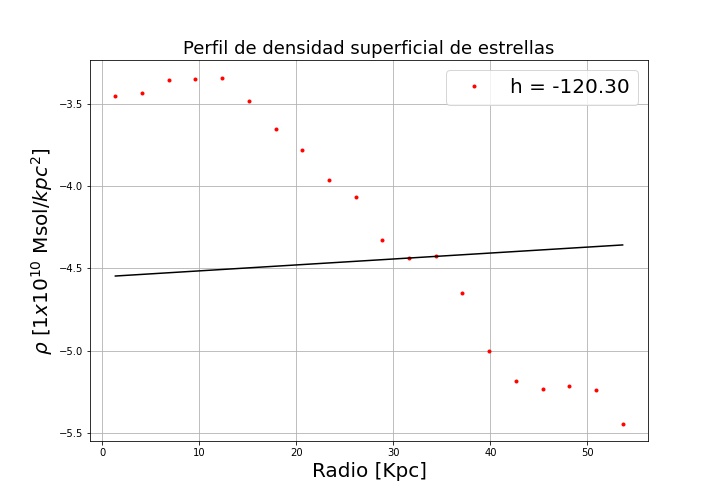 Perfil de densidad superficial de estrellas
h = -120.30
ρ [1x10¹⁰ Msol/kpc²]
−3.5
−4.0
−4.5
−5.0
−5.5
0 10 20 30 40 50
Radio [Kpc]